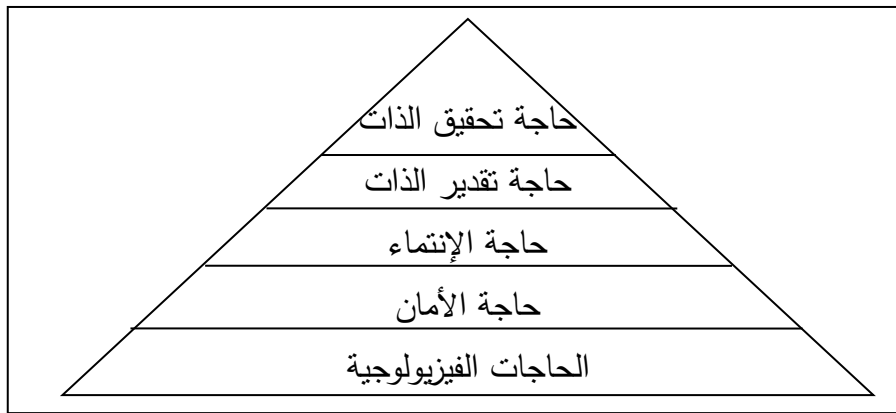 حاجة تحقيق الذات
حاجة تقدير الذات
حاجة الإنتماء
حاجة الأمان
الحاجات الفيزيولوجية